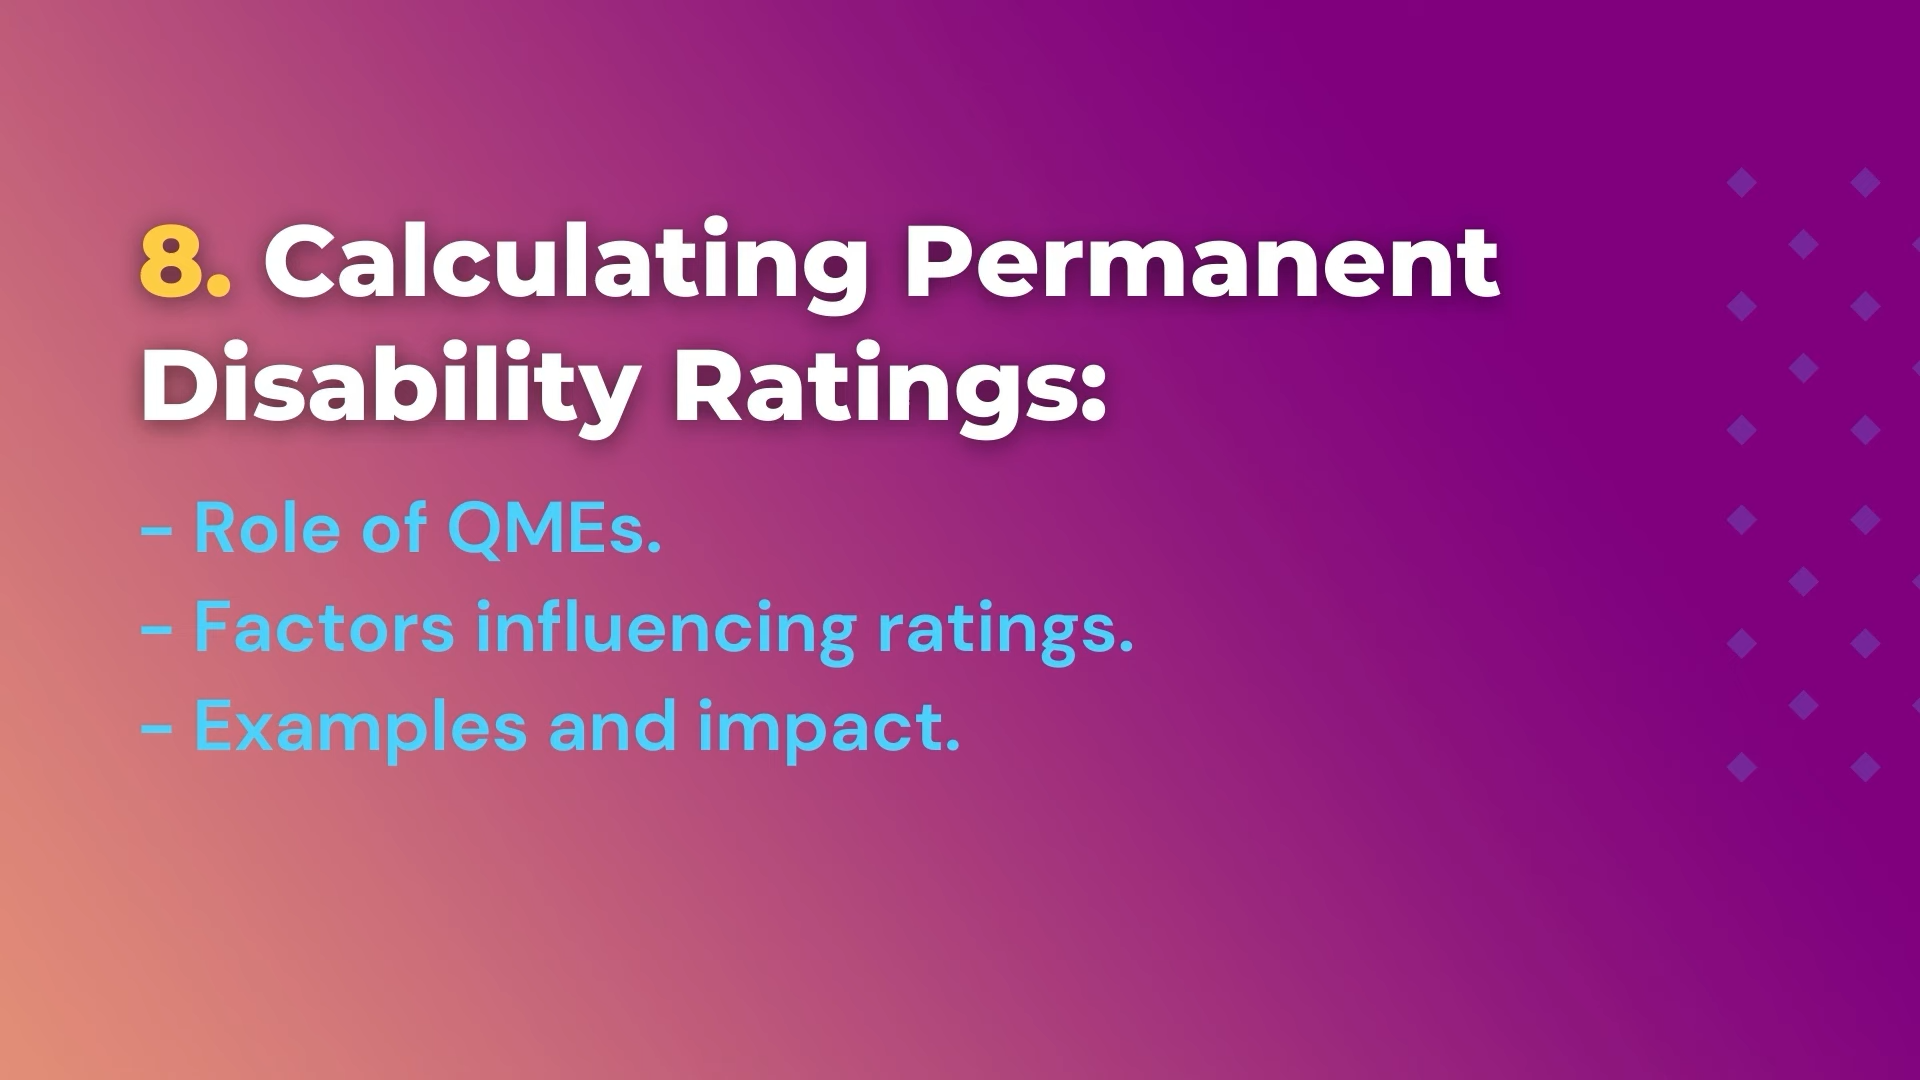 8. Calculating Permanent
Disability Ratings:
- Role of QMEs.
- Factors influencing ratings.
- Examples and impact.